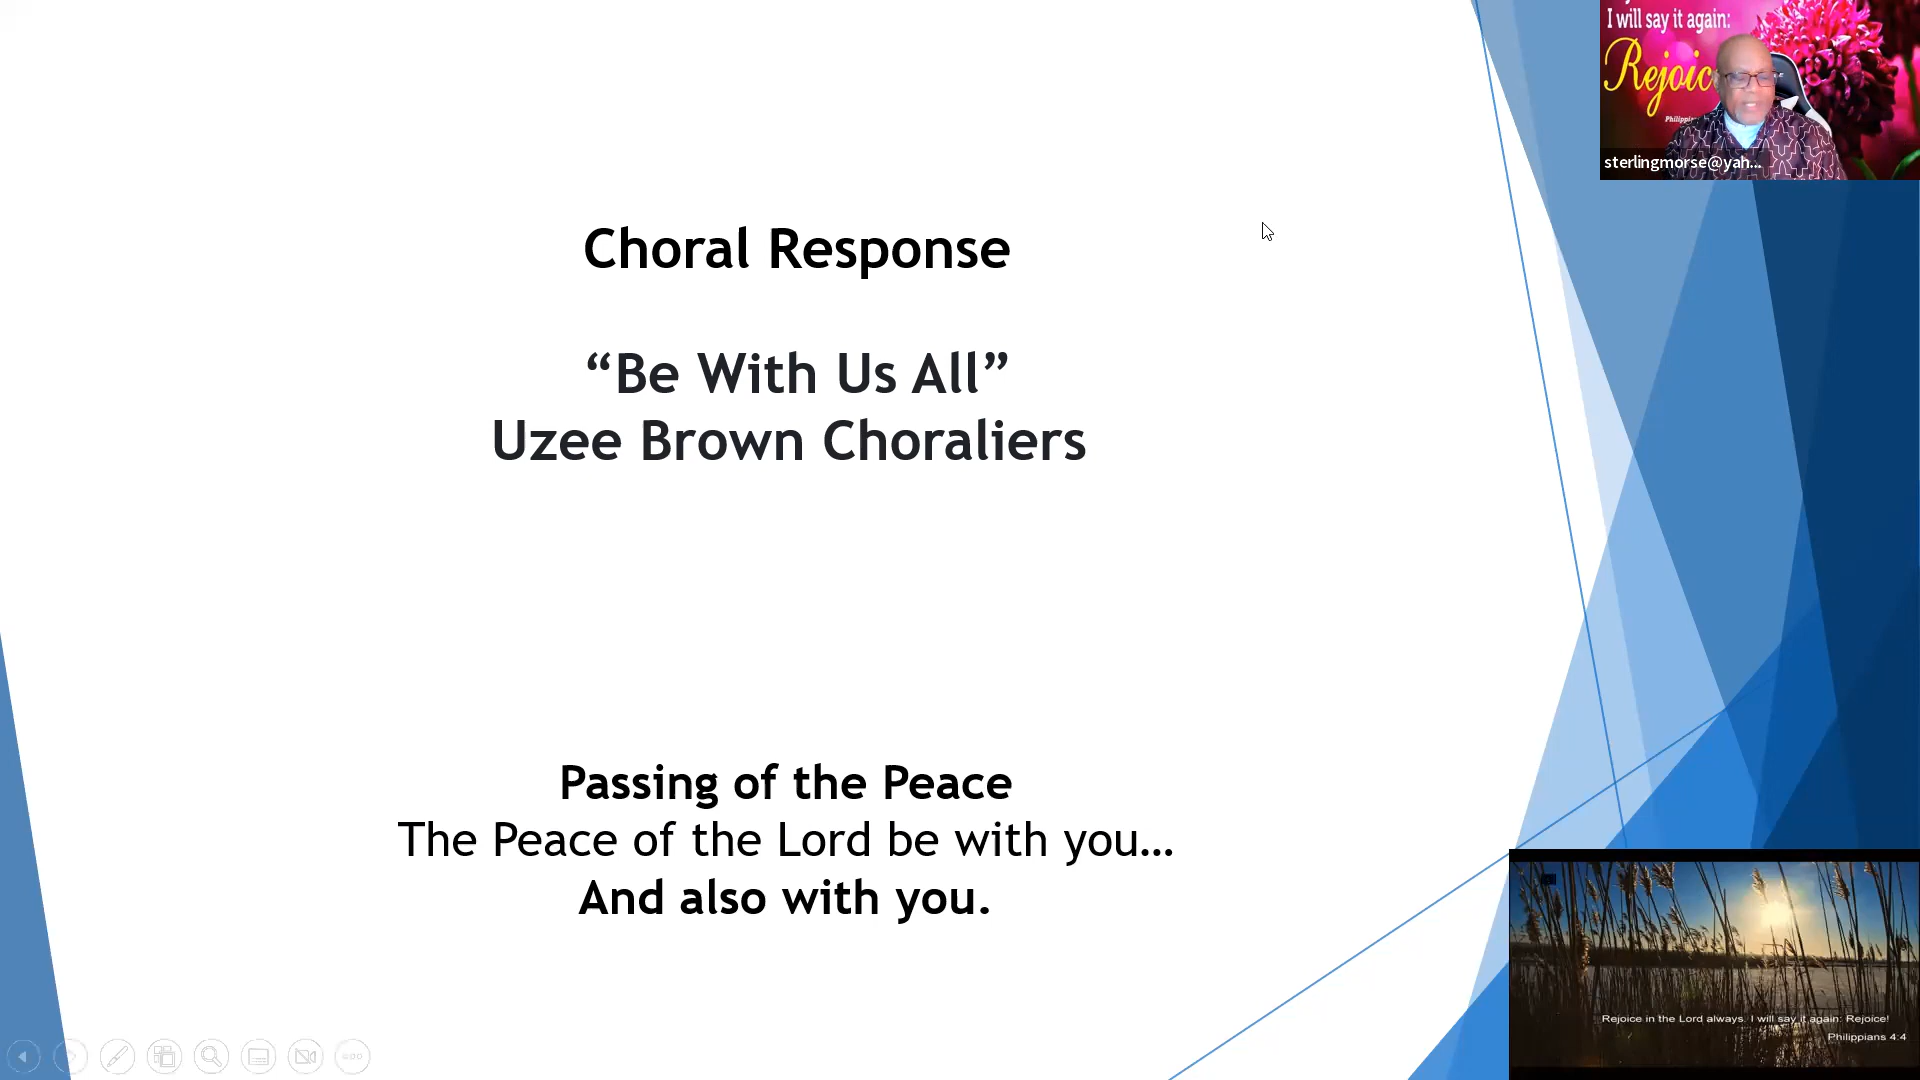 Choral Response
“Be With Us All”
Uzee Brown Choraliers
Passing of the Peace
The Peace of the Lord be with you...
And also with you.
I will say it again:
Rejoic
Philippi
sterlingmorse@yah...
Rejoice in the Lord always. I will say it again: Rejoice!
Philippians 4:4